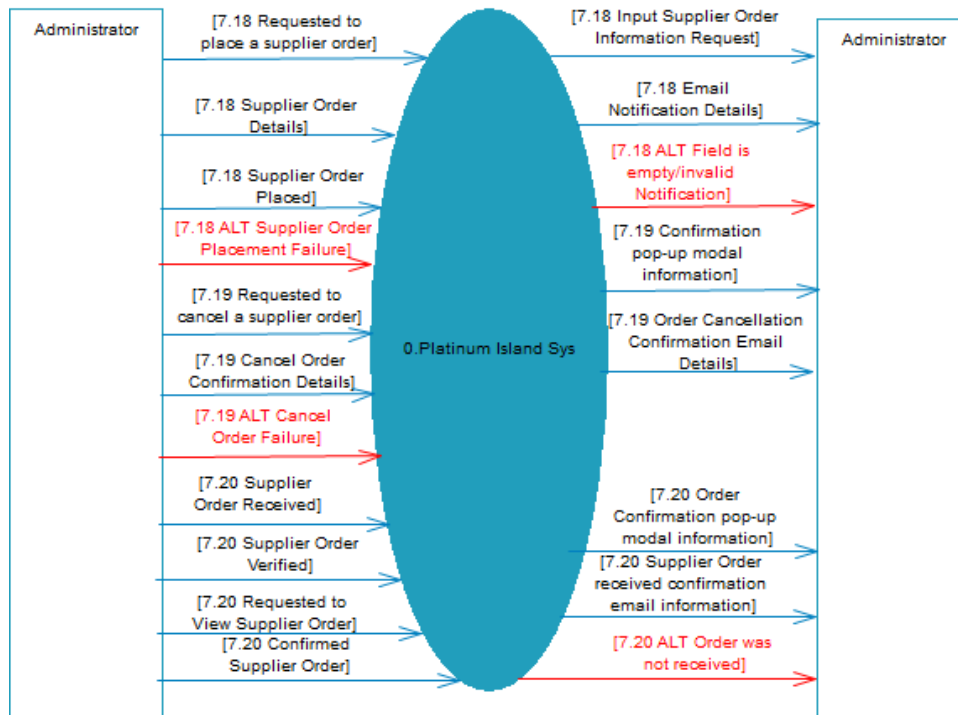 Administrator
[7.18 Requested to
place a supplier order]
[7.18 Supplier Order
Details]
[7.18 Supplier Order
Placed]
[7.18 ALT Supplier Order
Placement Failure]
[7.19 Requested to
cancel a supplier order]
[7.19 Cancel Order
Confirmation Details]
[7.19 ALT Cancel
Order Failure]
[7.20 Supplier
Order Received]
[7.20 Supplier Order
Verified]
[7.20 Requested to
View Supplier Order]
[7.20 Confirmed
Supplier Order]
0.Platinum Island Sys
[7.18 Input Supplier Order
Information Request]
[7.18 Email
Notification Details]
[7.18 ALT Field is
empty/invalid
Notification]
[7.19 Confirmation
pop-up modal
information]
[7.19 Order Cancellation
Confirmation Email
Details]
[7.20 Order
Confirmation pop-up
modal information]
[7.20 Supplier Order
received confirmation
email information]
[7.20 ALT Order was
not received]
Administrator